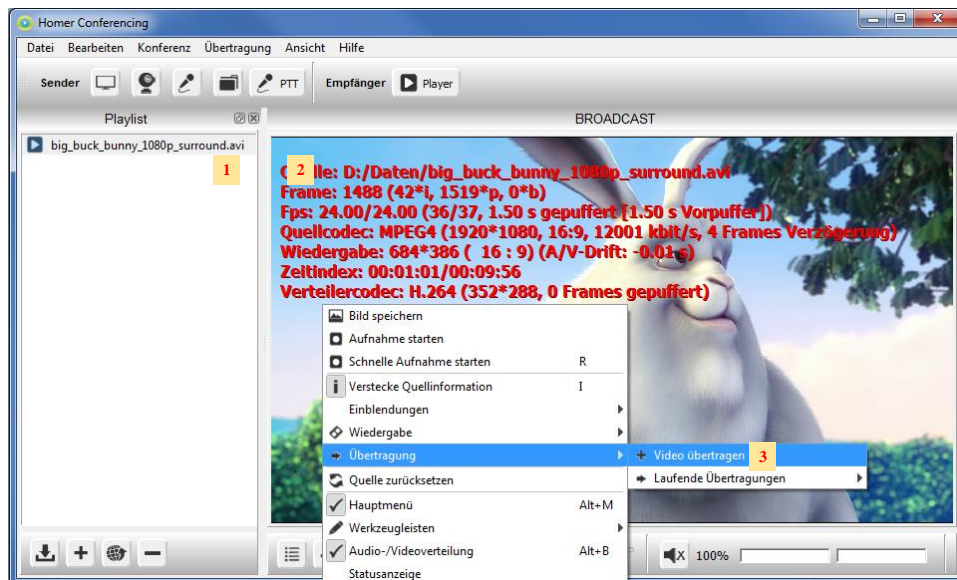 Homer Conferencing
Datei Bearbeiten Konferenz Übertragung Ansicht Hilfe
Sender PTT Empfänger Player
Playlist
BROADCAST
big_buck_bunny_1080p_surround.avi
1
2
lle: D:/Daten/big_buck_bunny_1080p_surround.avi
Frame: 1488 (42*i, 1519*p, 0*b)
Fps: 24.00/24.00 (36/37, 1.50 s gepuffert [1.50 s Vorpuffer])
Quellcodec: MPEG4 (1920*1080, 16:9, 12001 kbit/s, 4 Frames Verzögerung)
Wiedergabe: 684*386 ( 16 : 9) (A/V-Drift: -0.01 s)
Zeitindex: 00:01:01/00:09:56
Verteilercodec: H.264 (352*288, 0 Frames gepuffert)
Bild speichern
Aufnahme starten
Schnelle Aufnahme starten R
Verstecke Quellinformation I
Einblendungen
Wiedergabe
Übertragung
Video übertragen 3
Quelle zurücksetzen
Laufende Übertragungen
Hauptmenü Alt+M
Werkzeugleisten
Audio-/Videoverteilung Alt+B
100%
Statusanzeige